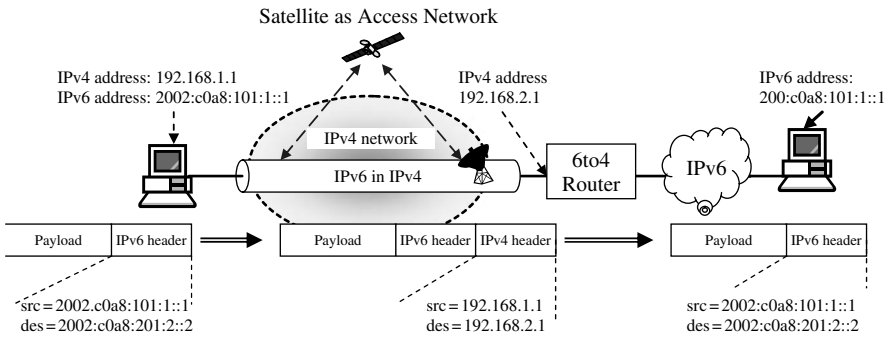 Satellite as Access Network
IPv4 address: 192.168.1.1
IPv6 address: 2002:c0a8:101:1::1
IPv4 address
192.168.2.1
IPv6 address:
200:c0a8:101:1::1
IPv4 network
IPv6 in IPv4
6to4
Router
IPv6
Payload
IPv6 header
Payload
IPv6 header
IPv4 header
Payload
IPv6 header
src=2002.c0a8:101:1::1
des=2002:c0a8:201:2::2
src=192.168.1.1
des=192.168.2.1
src=2002:c0a8:101:1::1
des=2002:c0a8:201:2::2